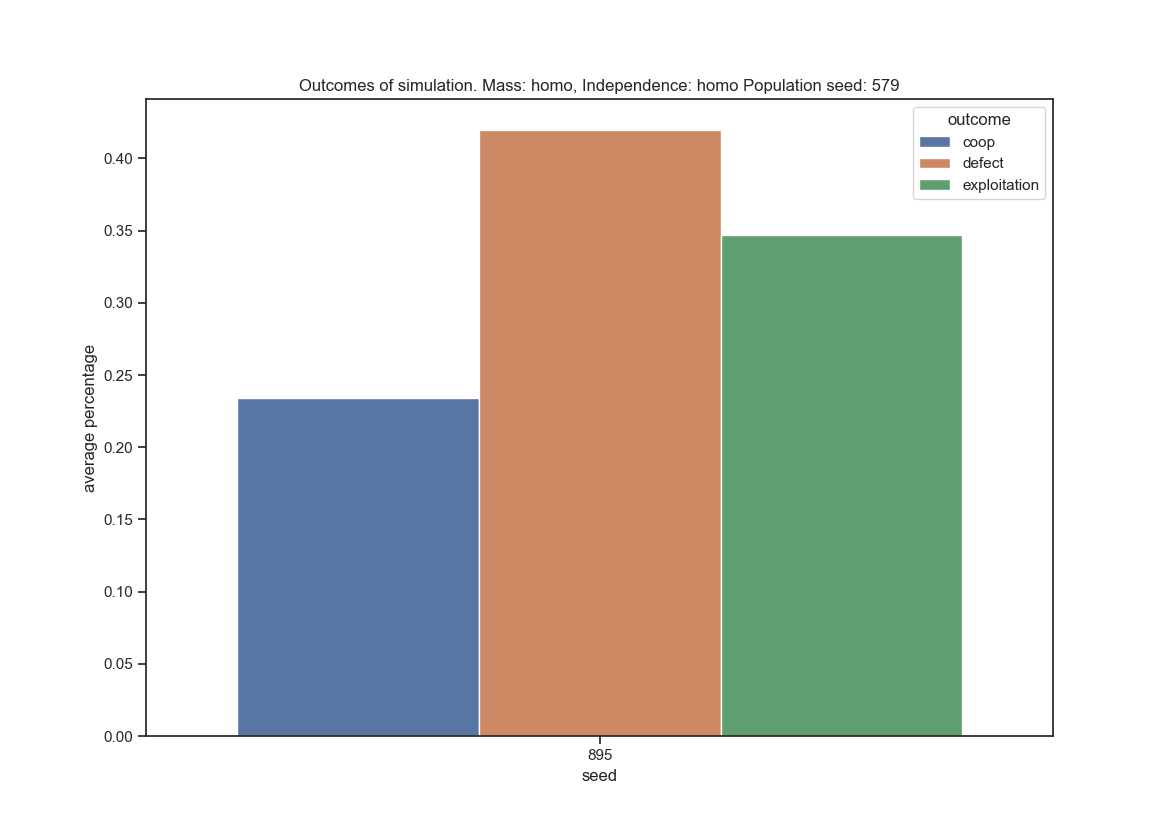 Outcomes of simulation. Mass: homo, Independence: homo Population seed: 579
outcome
coop
defect
exploitation
0.40
0.35
0.30
0.25
0.20
0.15
0.10
0.05
0.00
average percentage
895
seed